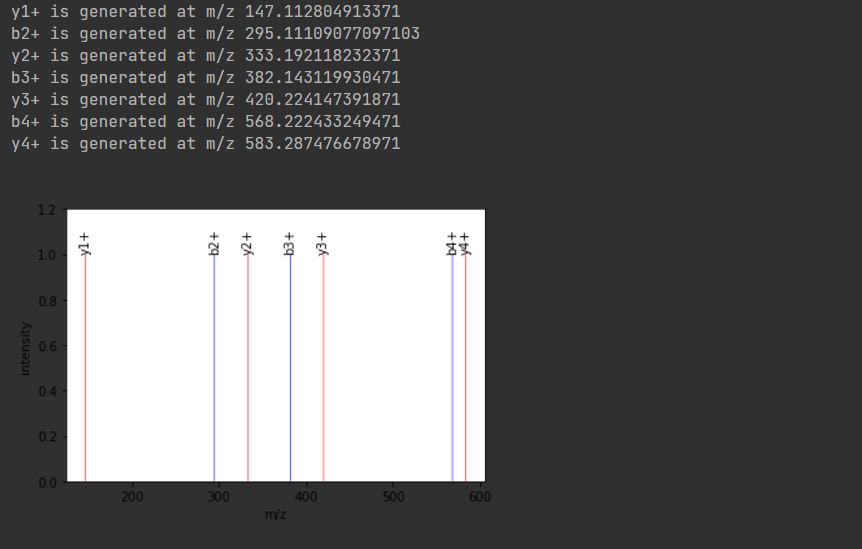 y1+ is generated at m/z 147.112804913371
b2+ is generated at m/z 295.11109077097103
y2+ is generated at m/z 333.192118232371
b3+ is generated at m/z 382.143119930471
y3+ is generated at m/z 420.224147391871
b4+ is generated at m/z 568.222433249471
y4+ is generated at m/z 583.287476678971
1.2
y1+ b2+ y2+ b3+ y3+ b4+ y4+
1.0
0.8
0.6
intensity
0.4
0.2
0.0
200 300 400 500 600
m/z